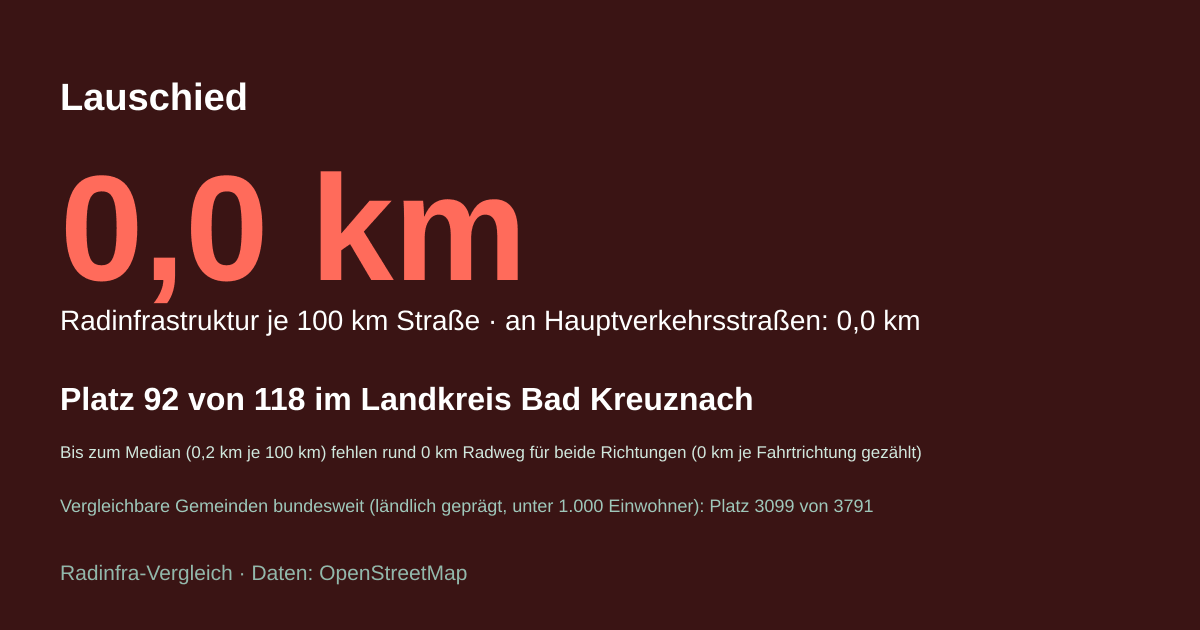 Lauschied
0,0 km
Radinfrastruktur je 100 km Straße · an Hauptverkehrsstraßen: 0,0 km
Platz 92 von 118 im Landkreis Bad Kreuznach
Bis zum Median (0,2 km je 100 km) fehlen rund 0 km Radweg für beide Richtungen (0 km je Fahrtrichtung gezählt)
Vergleichbare Gemeinden bundesweit (ländlich geprägt, unter 1.000 Einwohner): Platz 3099 von 3791
Radinfra-Vergleich · Daten: OpenStreetMap